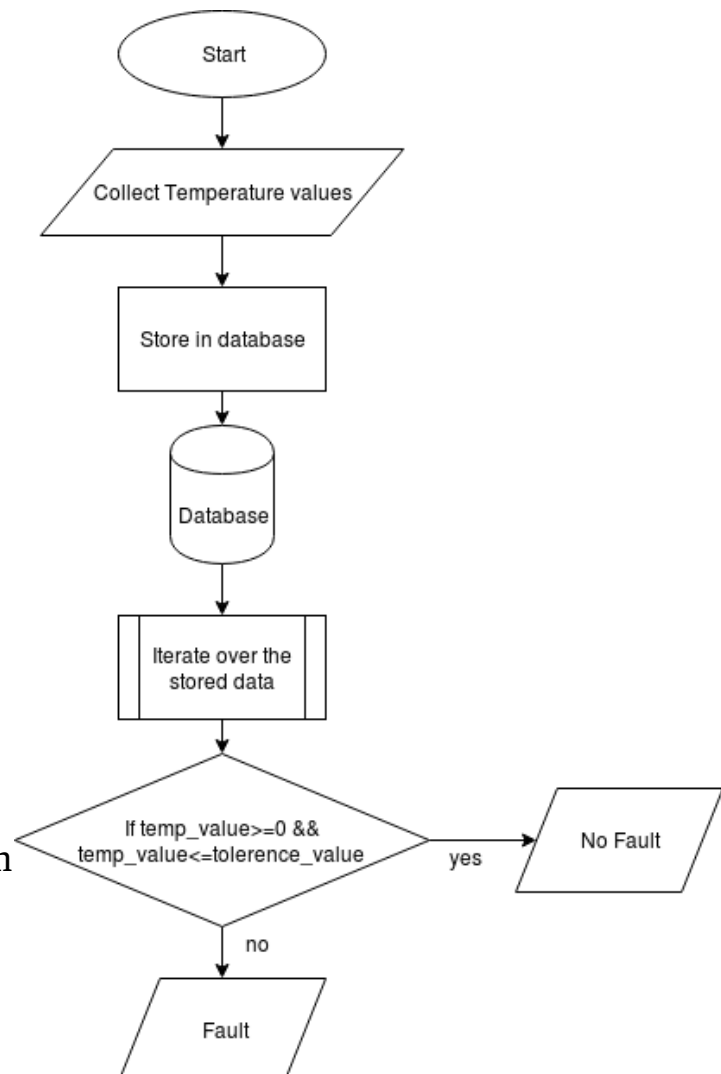 Start
Collect Temperature values
Store in database
Database
Iterate over the
stored data
If temp_value>=0 &&
temp_value<=tolerence_value
yes
No Fault
no
Fault